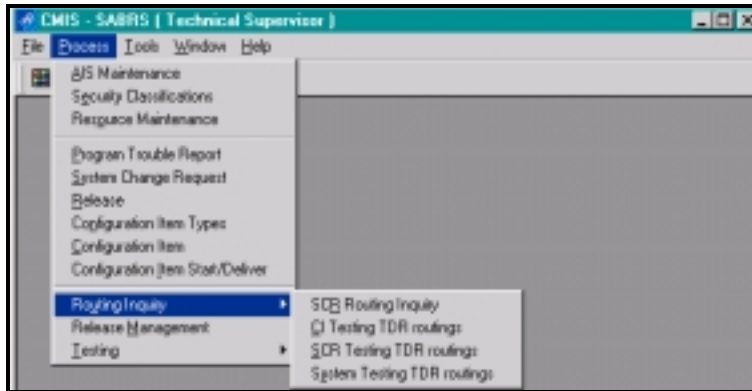 CMIS - SABRS ( Technical Supervisor )
File Process Tools Window Help
AIS Maintenance
Security Classifications
Resource Maintenance
Program Trouble Report
System Change Request
Release
Configuration Item Types
Configuration Item
Configuration Item Start/Deliver
Routing Inquiry
Release Management
Testing
SCR Routing Inquiry
CI Testing TDR routings
SCR Testing TDR routings
System Testing TDR routings